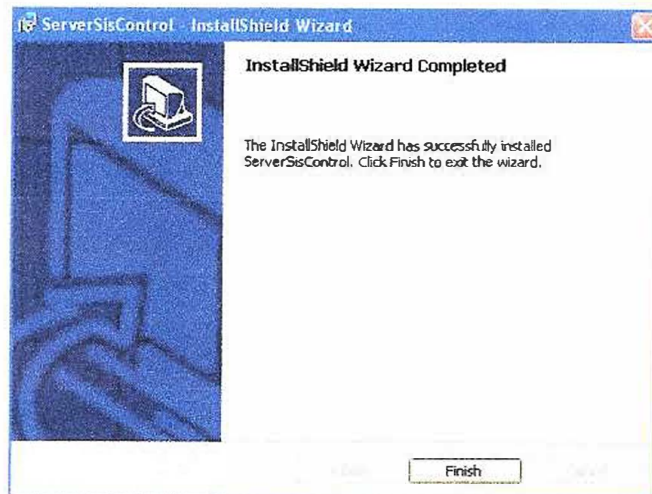 ServerSisControl - InstallShield Wizard
InstallShield Wizard Completed
The InstallShield Wizard has successfully installed
ServerSisControl. Click Finish to exit the wizard.
Finish